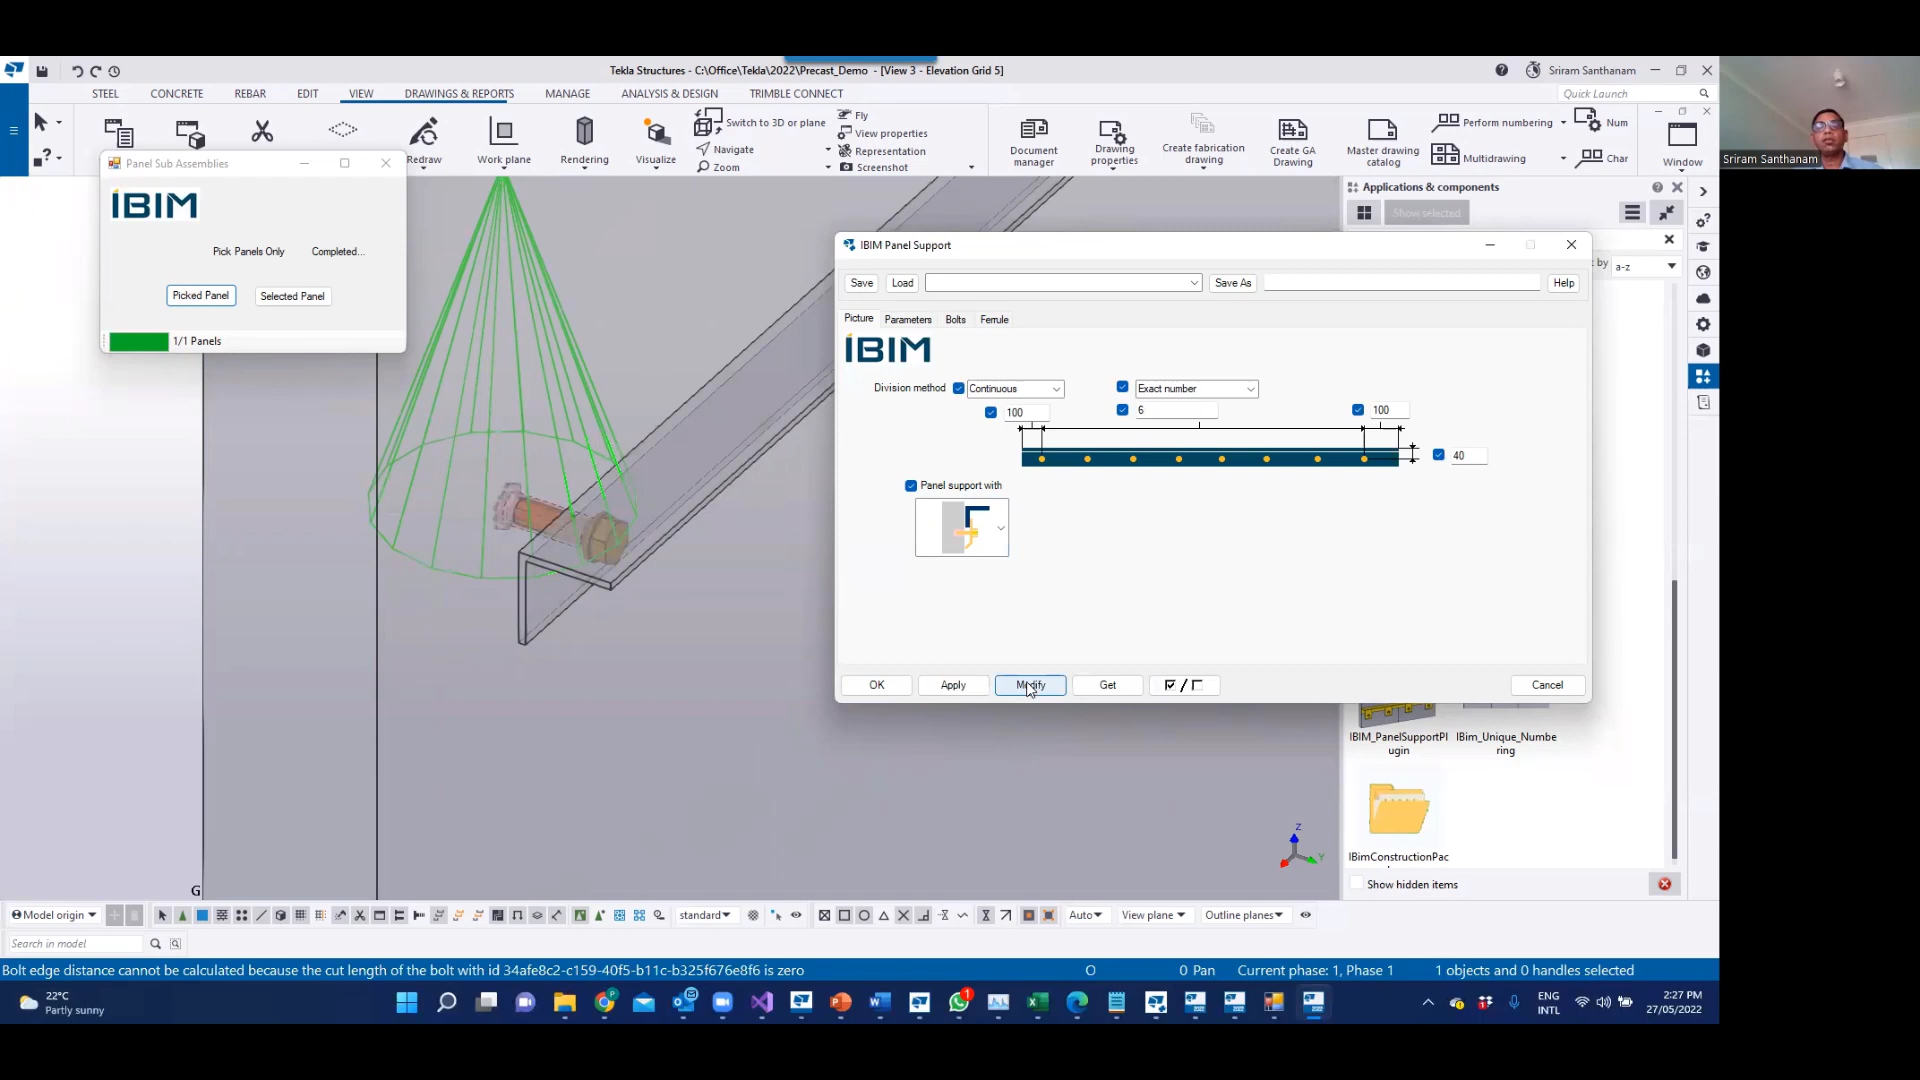 Tekla Structures - C:\Office\Tekla\2022\Precast_Demo - [View 3 - Elevation Grid 5]
Sriram Santhanam
STEEL CONCRETE REBAR EDIT VIEW DRAWINGS & REPORTS MANAGE ANALYSIS & DESIGN TRIMBLE CONNECT
Quick Launch
Redraw
Work plane
Rendering
Visualize
Switch to 3D or plane
Navigate
Zoom
Fly
View properties
Representation
Screenshot
Document manager
Drawing properties
Create fabrication drawing
Create GA Drawing
Master drawing catalog
Perform numbering
Multidrawing
Num
Char
Window
Sriram Santhanam
Panel Sub Assemblies
iBIM
Pick Panels Only Completed...
Picked Panel Selected Panel
1/1 Panels
Applications & components
Show selected
by a-z
IBIM Panel Support
Save Load Save As Help
Picture Parameters Bolts Ferrule
iBIM
Division method Continuous Exact number
100 6 100
40
Panel support with
OK Apply Modify Get Cancel
IBIM_PanelSupportPl
ugin
IBim_Unique_Numbe
ring
IBimConstructionPac
Show hidden items
Z
Y
G
Model origin standard Auto View plane Outline planes
Search in model
Bolt edge distance cannot be calculated because the cut length of the bolt with id 34afe8c2-c159-40f5-b11c-b325f676e8f6 is zero O 0 Pan Current phase: 1, Phase 1 1 objects and 0 handles selected
22°C
Partly sunny
1
ENG
INTL
2:27 PM
27/05/2022